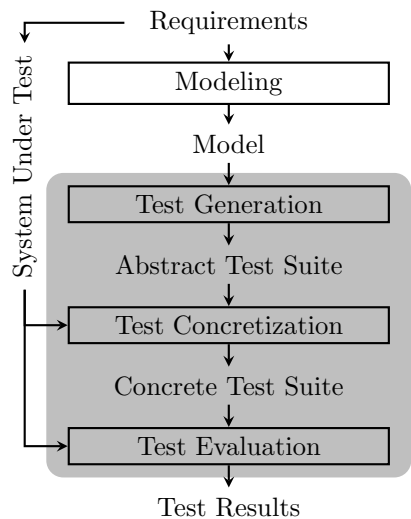 Requirements
Modeling
Model
System Under Test
Test Generation
Abstract Test Suite
Test Concretization
Concrete Test Suite
Test Evaluation
Test Results